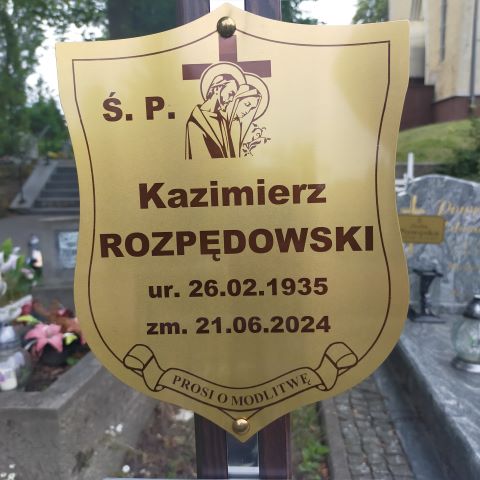 Ś. P.
Kazimierz
ROZPĘDOWSKI
ur. 26.02.1935
zm. 21.06.2024
PROSI O MODLITWĘ